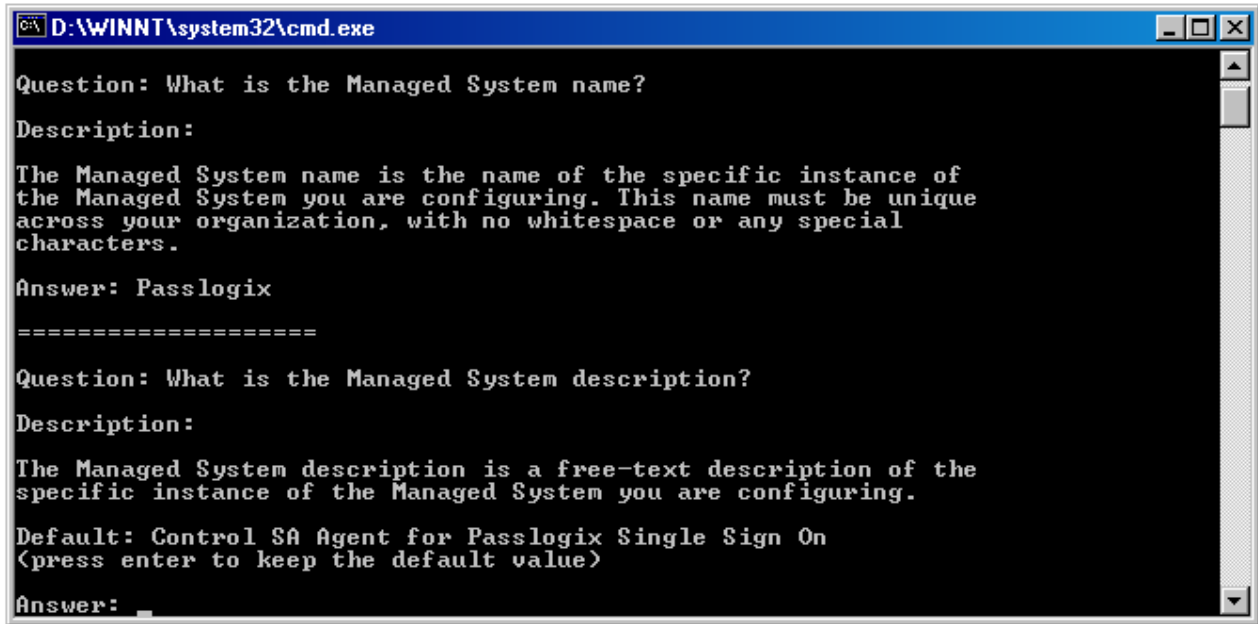 D:\WINNT\system32\cmd.exe
Question: What is the Managed System name?
Description:
The Managed System name is the name of the specific instance of
the Managed System you are configuring. This name must be unique
across your organization, with no whitespace or any special
characters.
Answer: Passlogix
====================
Question: What is the Managed System description?
Description:
The Managed System description is a free-text description of the
specific instance of the Managed System you are configuring.
Default: Control SA Agent for Passlogix Single Sign On
(press enter to keep the default value)
Answer: _